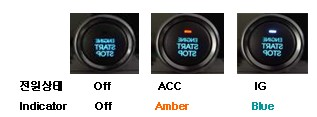 ENGINE START STOP
ENGINE START STOP
ENGINE START STOP
전원상태 Off ACC IG
Indicator Off Amber Blue